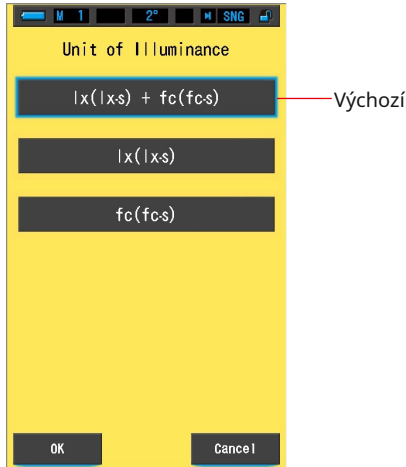 M 1 2° SNG
Unit of Illuminance
lx(lx·s) + fc(fc·s)
Výchozí
lx(lx·s)
fc(fc·s)
OK Cancel